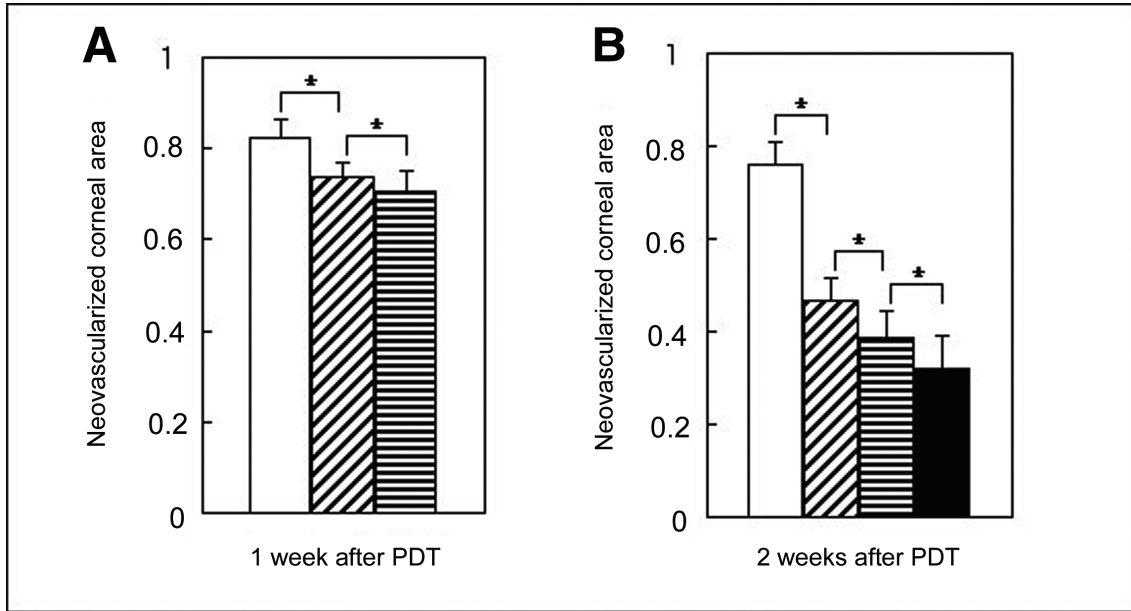 A
Neovascularized corneal area
1
0.8
0.6
0.4
0.2
0
*
*
1 week after PDT
B
Neovascularized corneal area
1
0.8
0.6
0.4
0.2
0
*
*
*
2 weeks after PDT